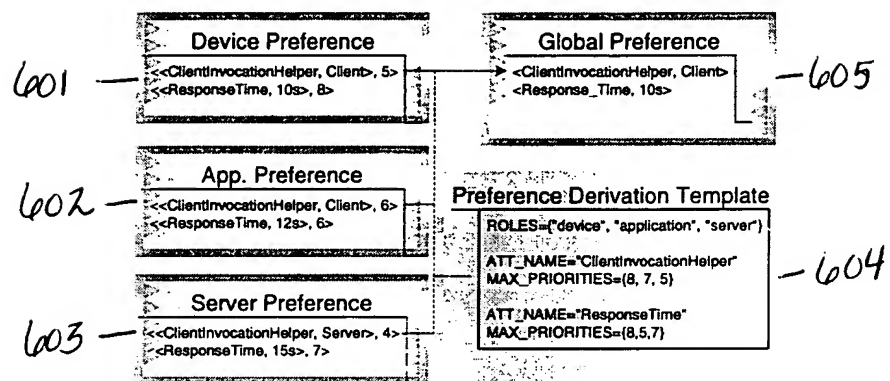 Device Preference
<<ClientInvocationHelper, Client>, 5>
<<ResponseTime, 10s>, 8>
601
Global Preference
<ClientInvocationHelper, Client>
<Response_Time, 10s>
605
App. Preference
<<ClientInvocationHelper, Client>, 6>
<<ResponseTime, 12s>, 6>
602
Server Preference
<<ClientInvocationHelper, Server>, 4>
<<ResponseTime, 15s>, 7>
603
Preference Derivation Template
ROLES={"device", "application", "server"}
ATT_NAME="ClientInvocationHelper"
MAX_PRIORITIES={8, 7, 5}
ATT_NAME="ResponseTime"
MAX_PRIORITIES={8,5,7}
604